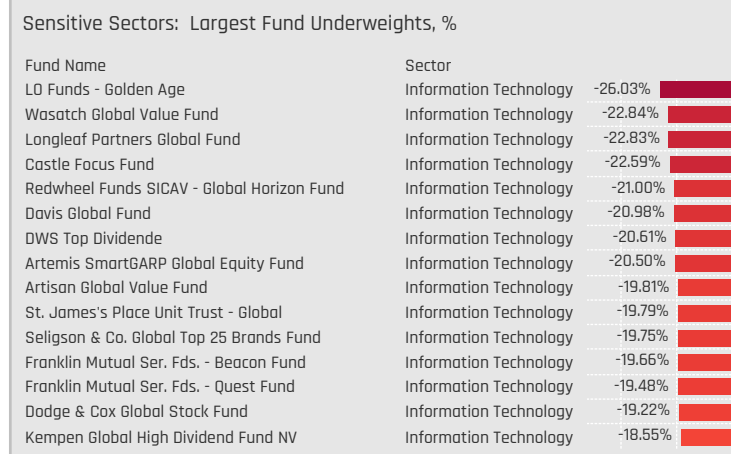 Sensitive Sectors: Largest Fund Underweights, %
Fund Name Sector
LO Funds - Golden Age Information Technology -26.03%
Wasatch Global Value Fund Information Technology -22.84%
Longleaf Partners Global Fund Information Technology -22.83%
Castle Focus Fund Information Technology -22.59%
Redwheel Funds SICAV - Global Horizon Fund Information Technology -21.00%
Davis Global Fund Information Technology -20.98%
DWS Top Dividende Information Technology -20.61%
Artemis SmartGARP Global Equity Fund Information Technology -20.50%
Artisan Global Value Fund Information Technology -19.81%
St. James's Place Unit Trust - Global Information Technology -19.79%
Seligson & Co. Global Top 25 Brands Fund Information Technology -19.75%
Franklin Mutual Ser. Fds. - Beacon Fund Information Technology -19.66%
Franklin Mutual Ser. Fds. - Quest Fund Information Technology -19.48%
Dodge & Cox Global Stock Fund Information Technology -19.22%
Kempen Global High Dividend Fund NV Information Technology -18.55%